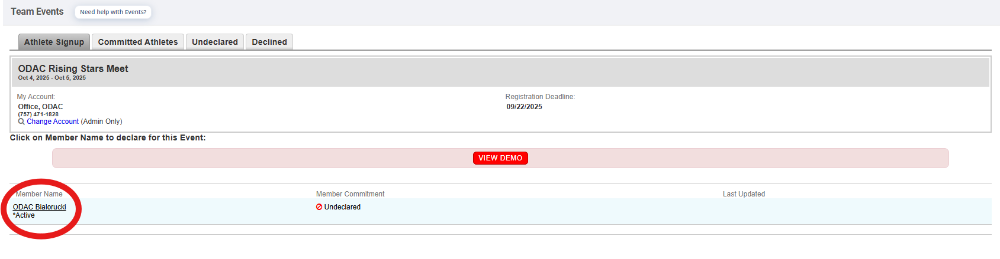 Team Events
Need help with Events?
Athlete Signup
Committed Athletes
Undeclared
Declined
ODAC Rising Stars Meet
Oct 4, 2025 - Oct 5, 2025
My Account:
Registration Deadline:
Office, ODAC
09/22/2025
(757) 471-1828
Change Account (Admin Only)
Click on Member Name to declare for this Event:
VIEW DEMO
Member Name
Member Commitment
Last Updated
ODAC Bialorucki
Undeclared
*Active